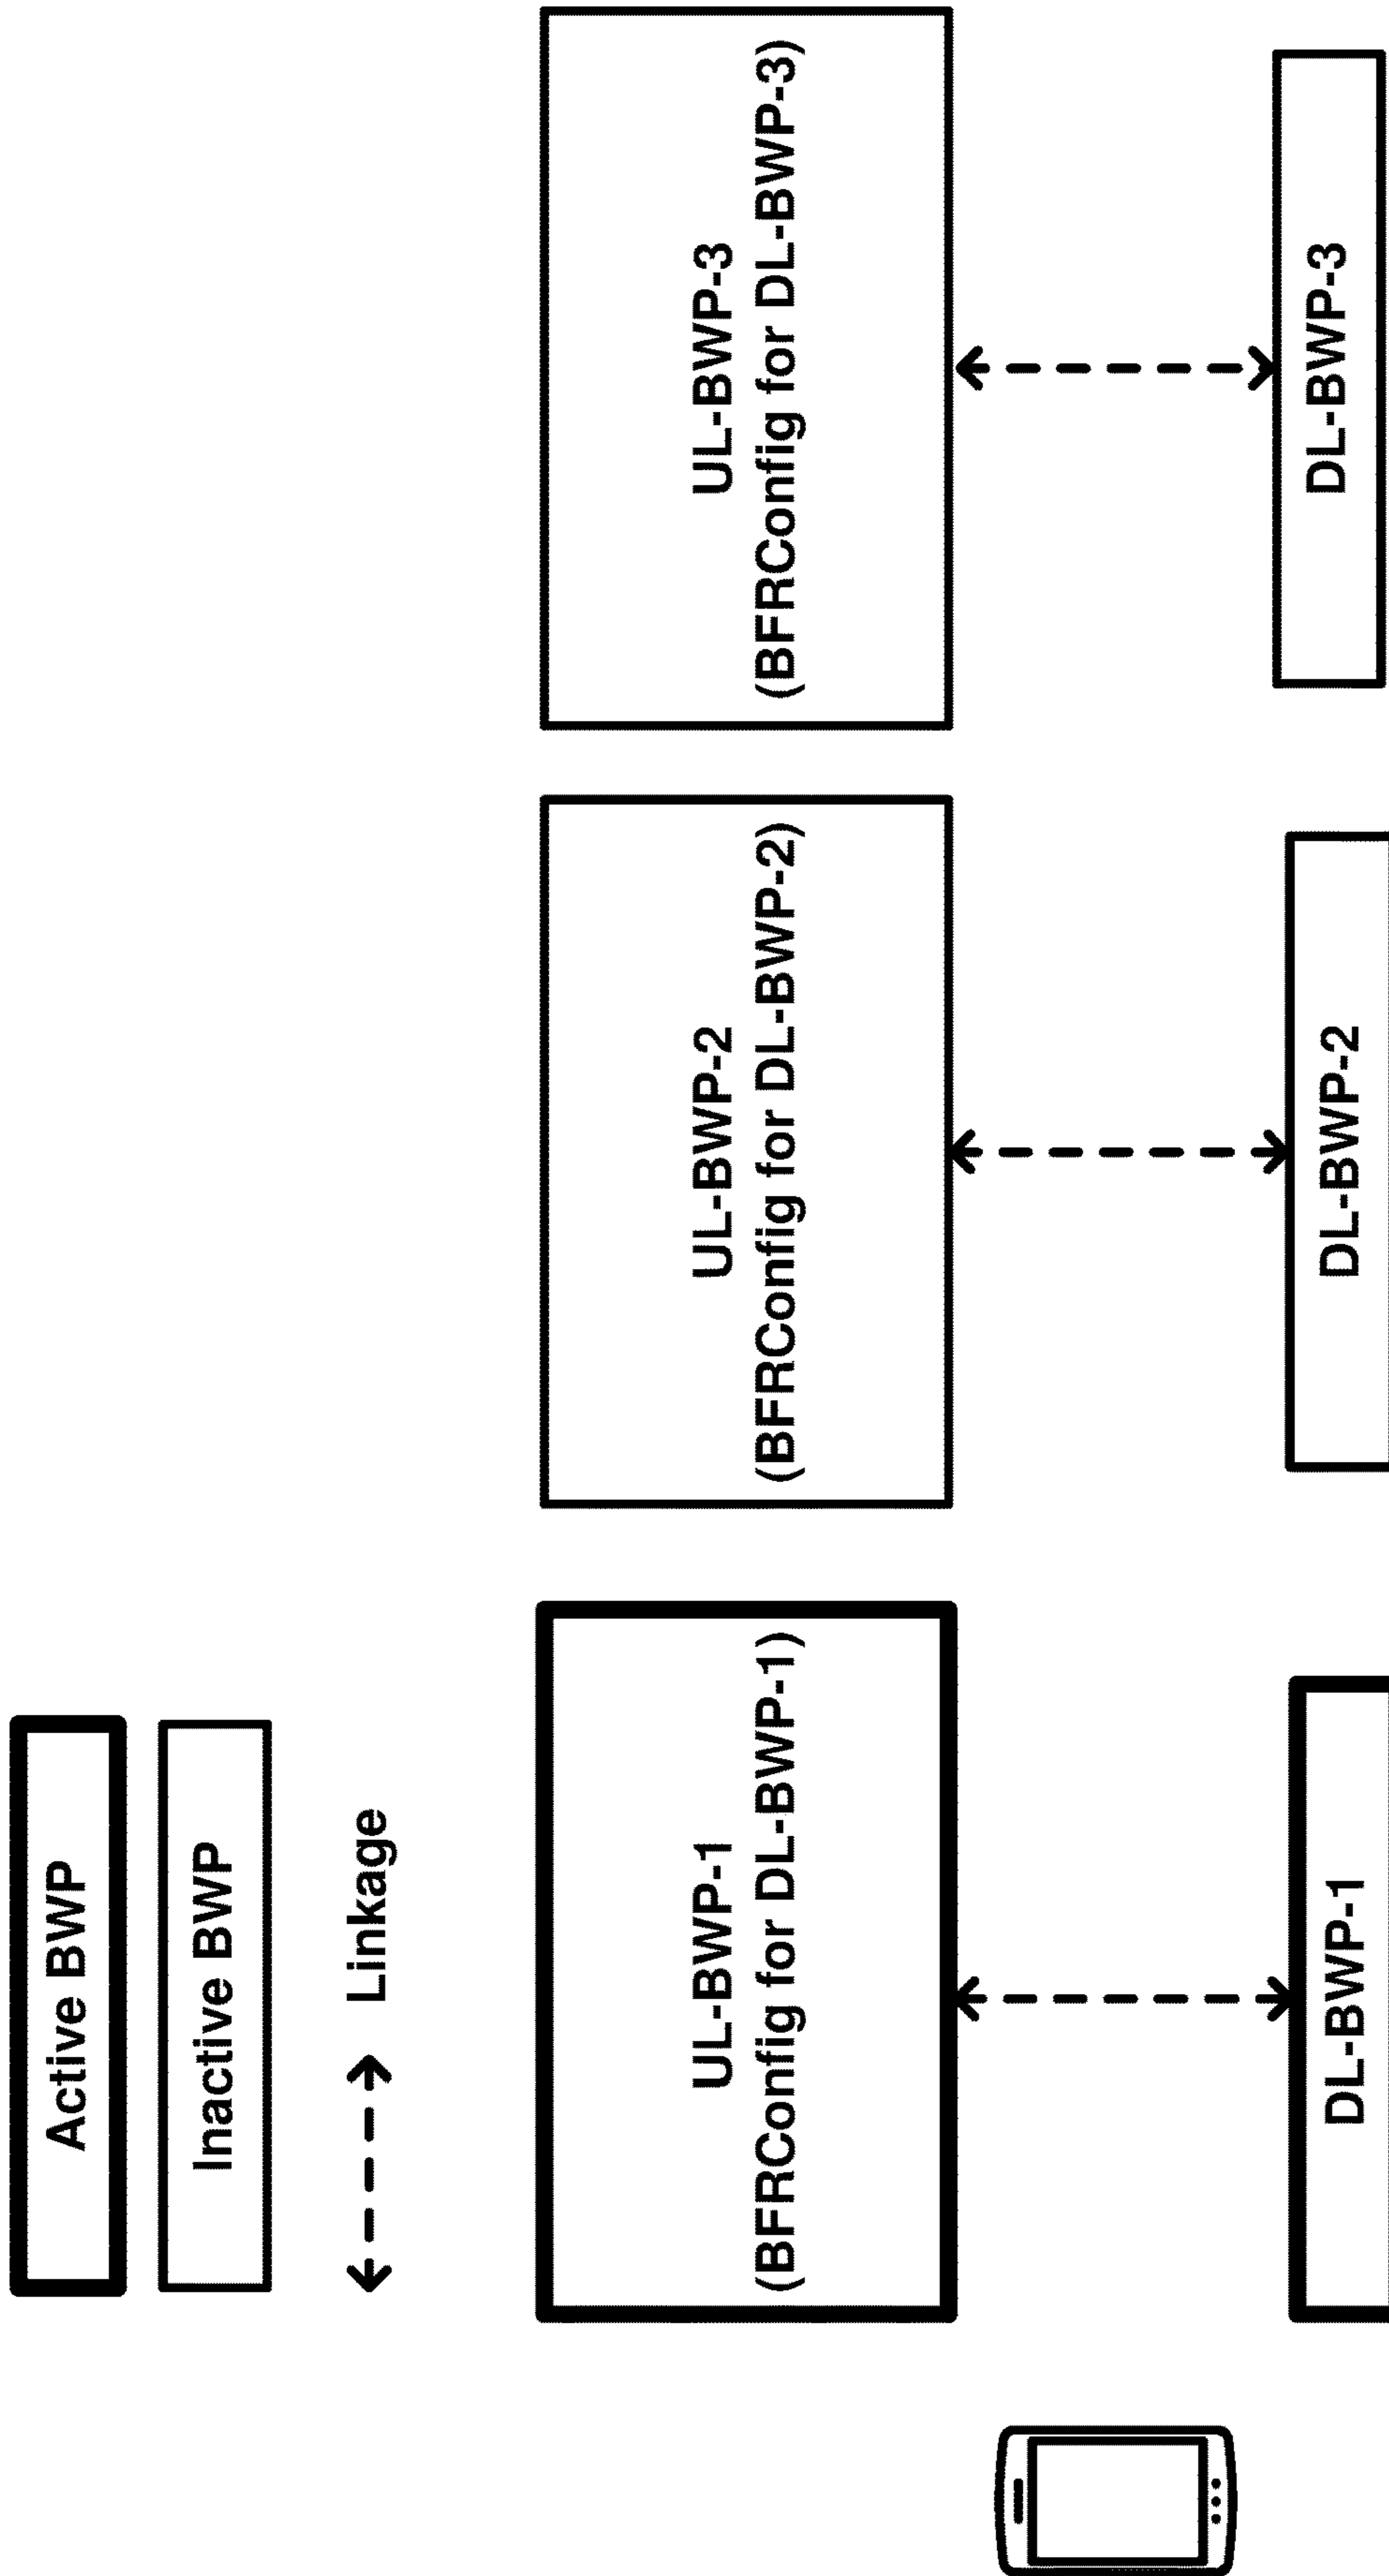 Active BWP
Inactive BWP
Linkage
UL-BWP-1
(BFRConfig for DL-BWP-1)
UL-BWP-2
(BFRConfig for DL-BWP-2)
UL-BWP-3
(BFRConfig for DL-BWP-3)
DL-BWP-1
DL-BWP-2
DL-BWP-3